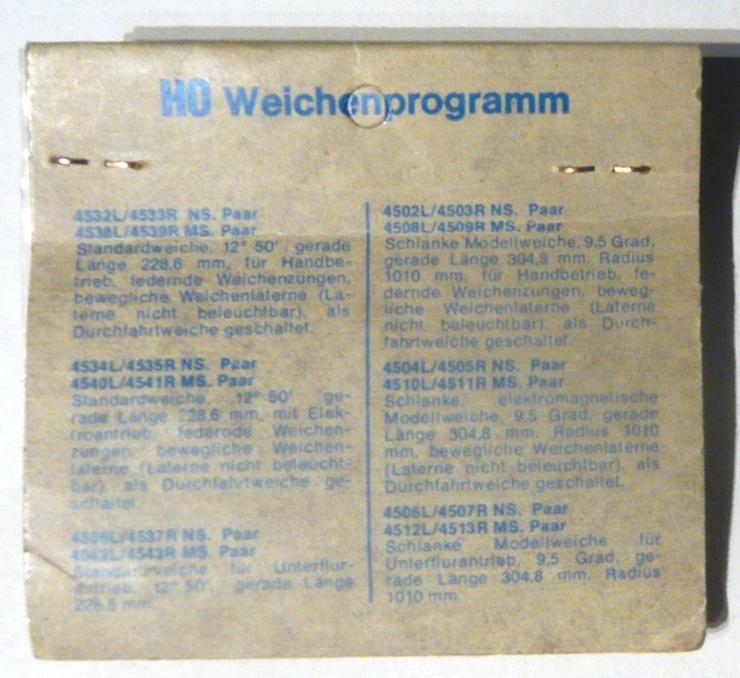 HO Weichenprogramm
4532L/4533R NS. Paar
4538L/4539R MS. Paar
Standardweiche, 12° 50', gerade
Länge 228,6 mm, für Handbe-
trieb, federnde Weichenzungen,
bewegliche Weichenlaterne (La-
terne nicht beleuchtbar), als
Durchfahrtweiche geschaltet.
4534L/4535R NS. Paar
4540L/4541R MS. Paar
Standardweiche, 12° 50' ge-
rade Länge 228,6 mm, mit Elek-
troantrieb, federnde Weichen-
zungen, bewegliche Weichen-
laterne (Laterne nicht beleucht-
bar), als Durchfahrtweiche ge-
schaltet.
4536L/4537R NS. Paar
4542L/4543R MS. Paar
Standardweiche für Unterflur-
antrieb, 12° 50', gerade Länge
228,6 mm.
4502L/4503R NS. Paar
4508L/4509R MS. Paar
Schlanke Modellweiche, 9,5 Grad,
gerade Länge 304,8 mm. Radius
1010 mm, für Handbetrieb, fe-
dernde Weichenzungen, beweg-
liche Weichenlaterne (Laterne
nicht beleuchtbar), als Durch-
fahrtweiche geschaltet.
4504L/4505R NS. Paar
4510L/4511R MS. Paar
Schlanke, elektromagnetische
Modellweiche, 9,5 Grad, gerade
Länge 304,8 mm, Radius 1010
mm, bewegliche Weichenlaterne
(Laterne nicht beleuchtbar), als
Durchfahrtweiche geschaltet.
4506L/4507R NS. Paar
4512L/4513R MS. Paar
Schlanke Modellweiche für
Unterflurantrieb, 9,5 Grad, ge-
rade Länge 304,8 mm, Radius
1010 mm